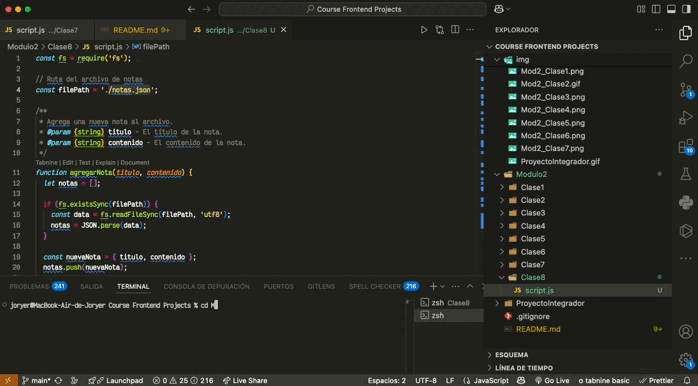 Course Frontend Projects
script.js .../Clase7
README.md 9+
script.js .../Clase8 U
Modulo2 > Clase8 > script.js > filePath
1 const fs = require('fs');
2
3 // Ruta del archivo de notas
4 const filePath = './notas.json';
5
6 /**
7 * Agrega una nueva nota al archivo.
8 * @param {string} titulo - El título de la nota.
9 * @param {string} contenido - El contenido de la nota.
10 */
Tabnine | Edit | Test | Explain | Document
11 function agregarNota(titulo, contenido) {
12 let notas = [];
13
14 if (fs.existsSync(filePath)) {
15 const data = fs.readFileSync(filePath, 'utf8');
16 notas = JSON.parse(data);
17 }
18
19 const nuevaNota = { titulo, contenido };
20 notas.push(nuevaNota);
PROBLEMAS 241 SALIDA TERMINAL CONSOLA DE DEPURACIÓN PUERTOS GITLENS SPELL CHECKER 216
joryer@MacBook-Air-de-Joryer Course Frontend Projects % cd M
zsh Clase8
zsh
EXPLORADOR
COURSE FRONTEND PROJECTS
img
Mod2_Clase1.png
Mod2_Clase2.gif
Mod2_Clase3.png
Mod2_Clase4.png
Mod2_Clase5.png
Mod2_Clase6.png
Mod2_Clase7.png
ProyectoIntegrador.gif
Modulo2
Clase1
Clase2
Clase3
Clase4
Clase5
Clase6
Clase7
Clase8
script.js U
ProyectoIntegrador
.gitignore
README.md 9+
ESQUEMA
LÍNEA DE TIEMPO
1
10
1
main* Launchpad 0 25 216 Live Share Espacios: 2 UTF-8 LF JavaScript Go Live tabnine basic Prettier